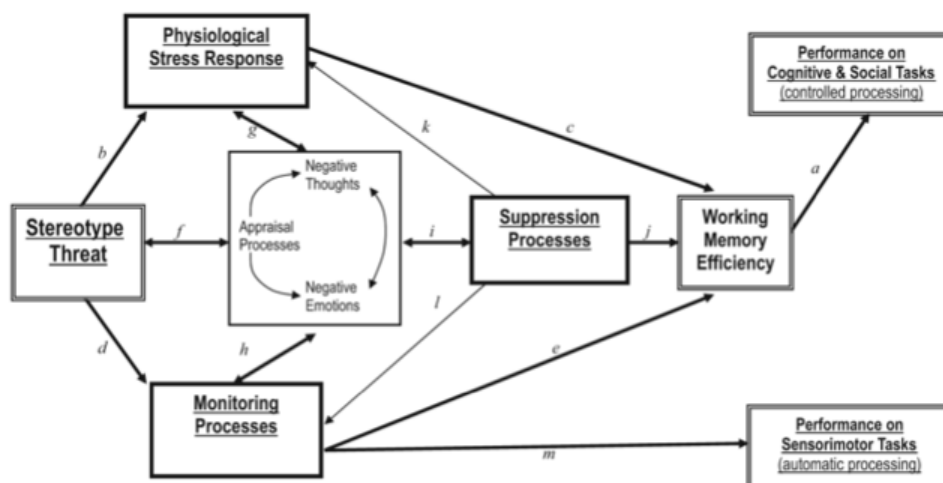 Physiological
Stress Response
Performance on
Cognitive & Social Tasks
(controlled processing)
k
c
a
b
g
Negative
Thoughts
Stereotype
Threat
f
Appraisal
Processes
i
Suppression
Processes
j
Working
Memory
Efficiency
Negative
Emotions
l
d
h
e
Monitoring
Processes
Performance on
Sensorimotor Tasks
(automatic processing)
m